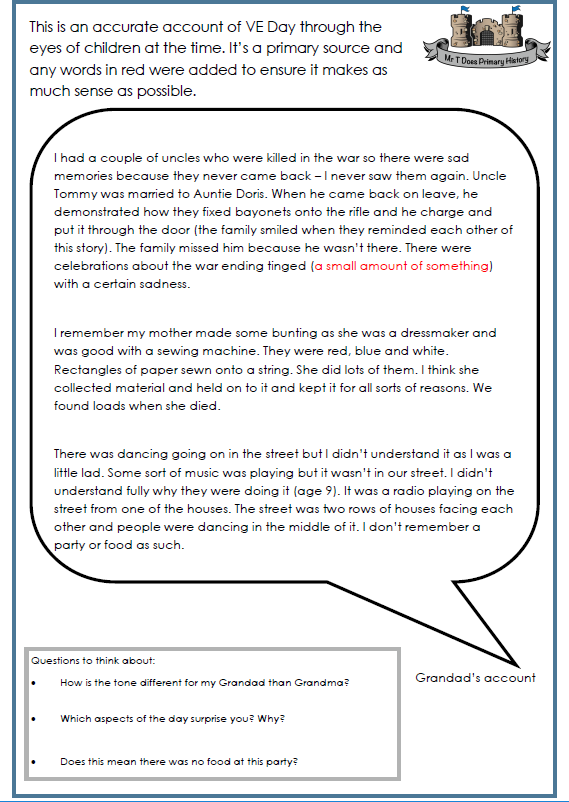 This is an accurate account of VE Day through the
eyes of children at the time. It's a primary source and
any words in red were added to ensure it makes as
much sense as possible.
Mr T Does Primary History
I had a couple of uncles who were killed in the war so there were sad
memories because they never came back – I never saw them again. Uncle
Tommy was married to Auntie Doris. When he came back on leave, he
demonstrated how they fixed bayonets onto the rifle and he charge and
put it through the door (the family smiled when they reminded each other of
this story). The family missed him because he wasn't there. There were
celebrations about the war ending tinged (a small amount of something)
with a certain sadness.
I remember my mother made some bunting as she was a dressmaker and
was good with a sewing machine. They were red, blue and white.
Rectangles of paper sewn onto a string. She did lots of them. I think she
collected material and held on to it and kept it for all sorts of reasons. We
found loads when she died.
There was dancing going on in the street but I didn't understand it as I was a
little lad. Some sort of music was playing but it wasn't in our street. I didn't
understand fully why they were doing it (age 9). It was a radio playing on the
street from one of the houses. The street was two rows of houses facing each
other and people were dancing in the middle of it. I don't remember a
party or food as such.
Grandad's account
Questions to think about:
• How is the tone different for my Grandad than Grandma?
• Which aspects of the day surprise you? Why?
• Does this mean there was no food at this party?